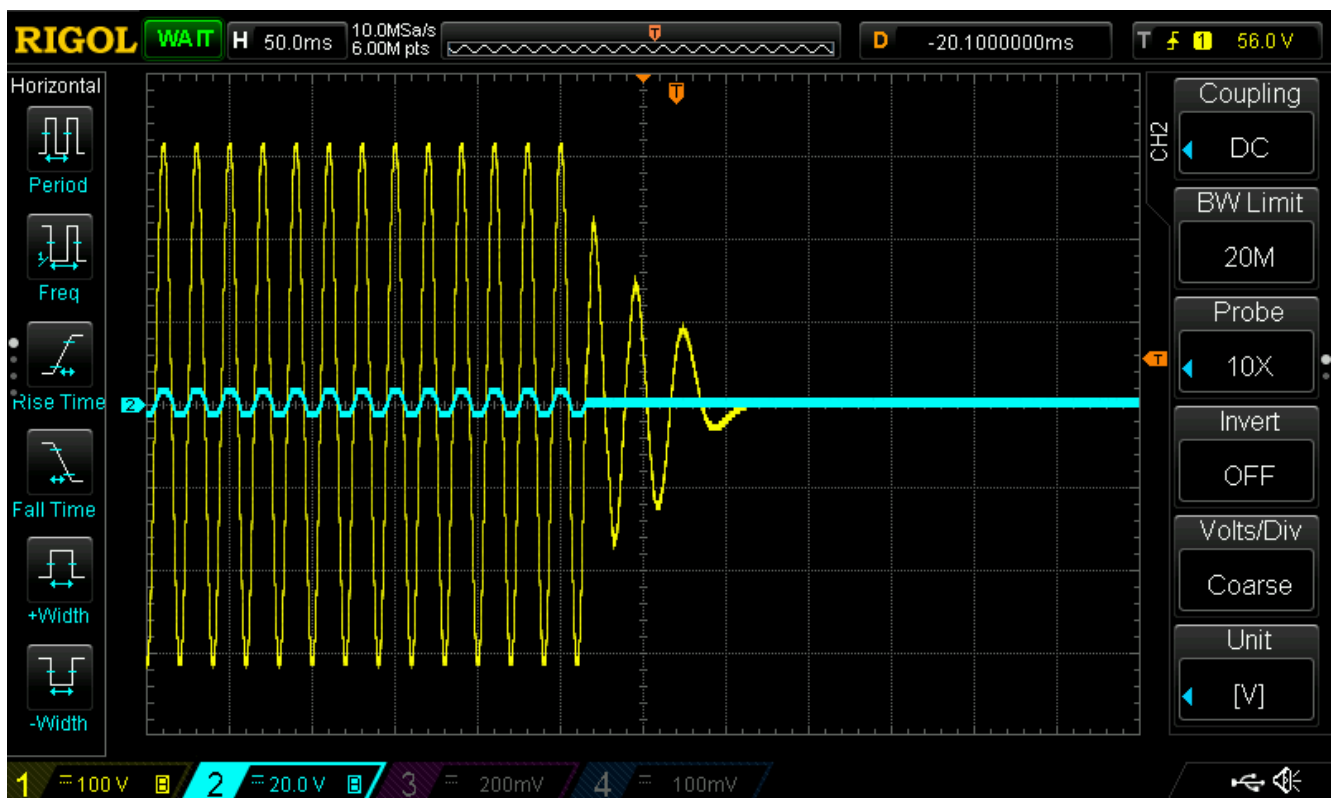 RIGOL WAIT H 50.0ms 10.0MSa/s 6.00M pts T D -20.1000000ms T 1 56.0 V
Horizontal
Period
Freq
Rise Time
Fall Time
+Width
-Width
T
2
T
CH2
Coupling
DC
BW Limit
20M
Probe
10X
Invert
OFF
Volts/Div
Coarse
Unit
[V]
1 100 V B 2 20.0 V B 3 200mV 4 100mV